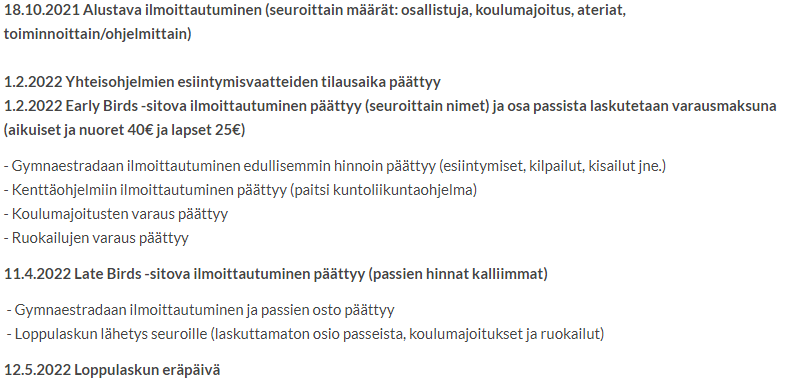 18.10.2021 Alustava ilmoittautuminen (seuroittain määrät: osallistuja, koulumajoitus, ateriat,
toiminnoittain/ohjelmittain)
1.2.2022 Yhteisohjelmien esiintymisvaatteiden tilausaika päättyy
1.2.2022 Early Birds -sitova ilmoittautuminen päättyy (seuroittain nimet) ja osa passista laskutetaan varausmaksuna
(aikuiset ja nuoret 40€ ja lapset 25€)
- Gymnaestradaan ilmoittautuminen edullisemmin hinnoin päättyy (esiintymiset, kilpailut, kisailut jne.)
- Kenttäohjelmiin ilmoittautuminen päättyy (paitsi kuntoliikuntaohjelma)
- Koulumajoitusten varaus päättyy
- Ruokailujen varaus päättyy
11.4.2022 Late Birds -sitova ilmoittautuminen päättyy (passien hinnat kalliimmat)
- Gymnaestradaan ilmoittautuminen ja passien osto päättyy
- Loppulaskun lähetys seuroille (laskuttamaton osio passeista, koulumajoitukset ja ruokailut)
12.5.2022 Loppulaskun eräpäivä